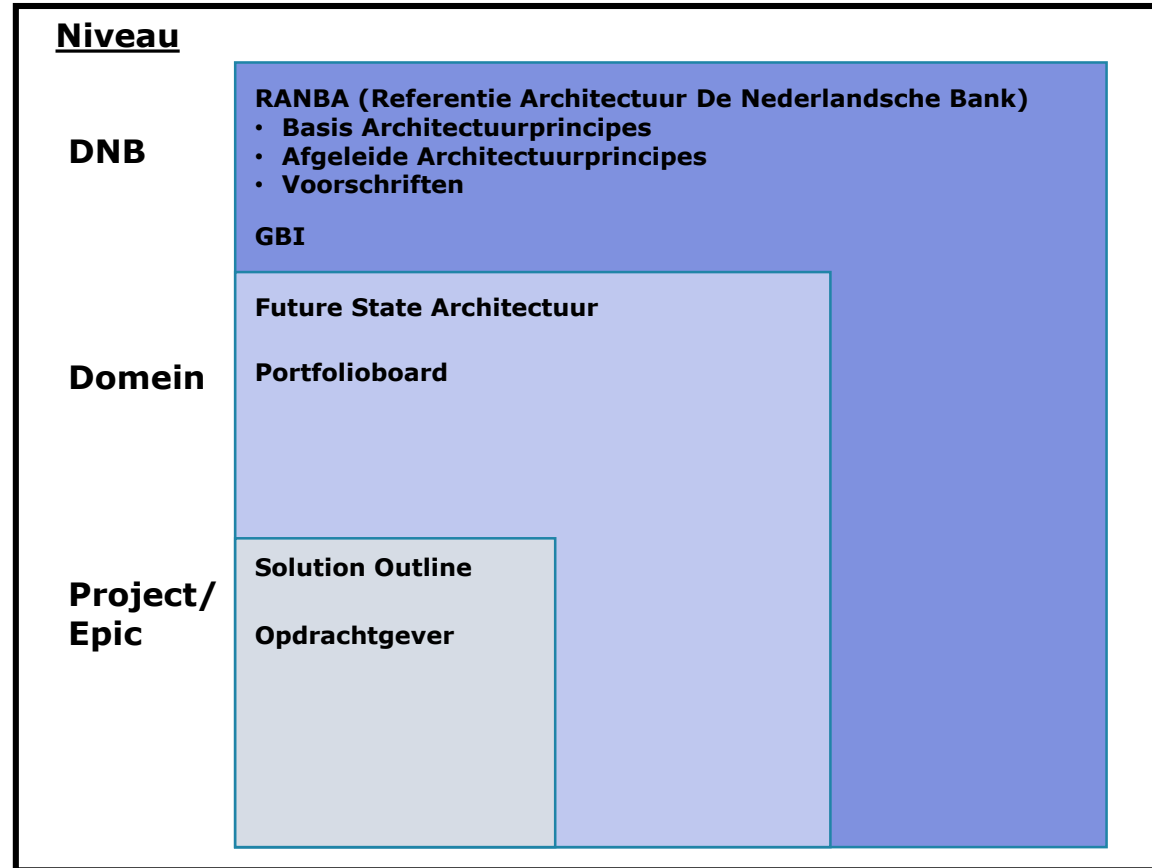 Niveau
DNB
RANBA (Referentie Architectuur De Nederlandsche Bank)
• Basis Architectuurprincipes
• Afgeleide Architectuurprincipes
• Voorschriften
GBI
Domein
Future State Architectuur
Portfolioboard
Project/
Epic
Solution Outline
Opdrachtgever